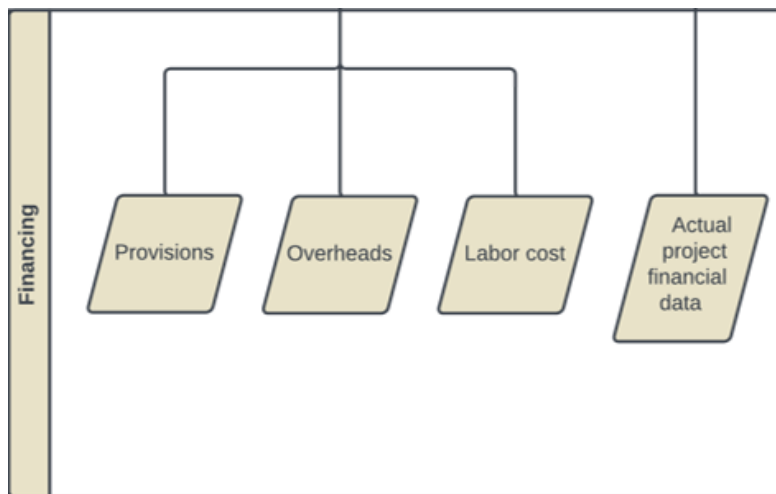 Financing
Provisions
Overheads
Labor cost
Actual
project
financial
data